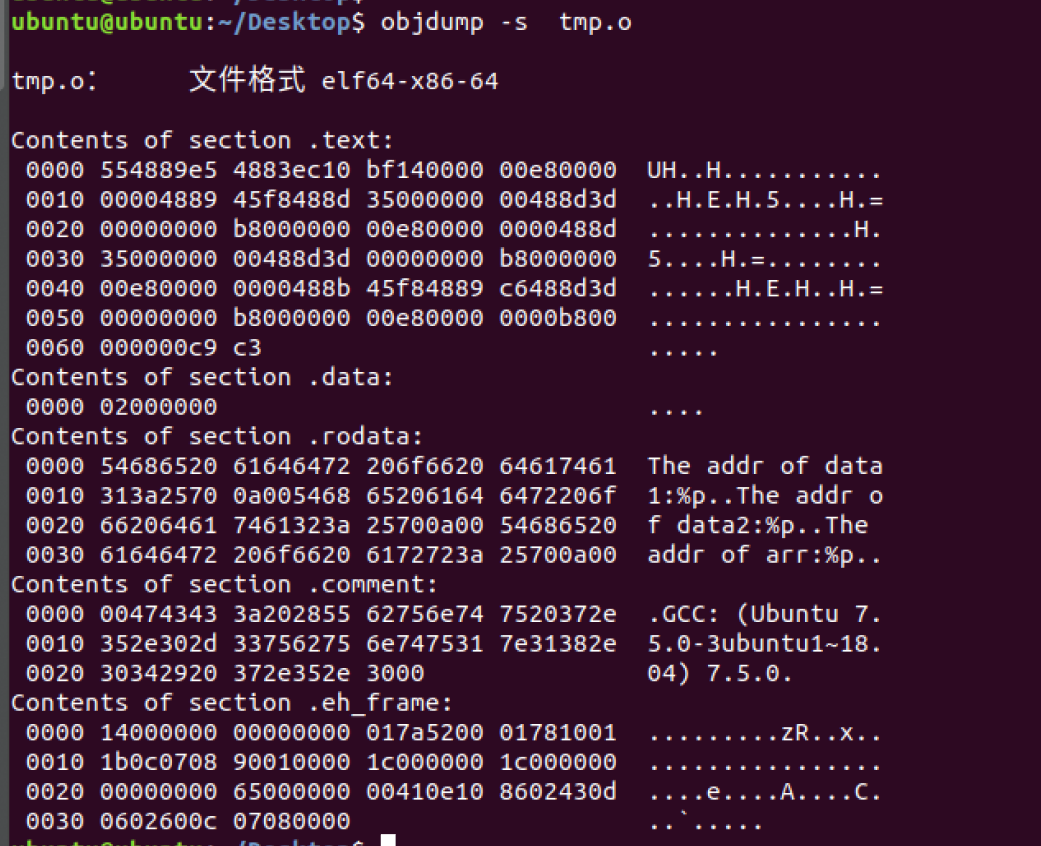 ubuntu@ubuntu:~/Desktop$ objdump -s  tmp.o
tmp.o：     文件格式 elf64-x86-64
Contents of section .text:
 0000 554889e5 4883ec10 bf140000 00e80000  UH..H...........
 0010 00004889 45f8488d 35000000 00488d3d  ..H.E.H.5....H.=
 0020 00000000 b8000000 00e80000 0000488d  ..............H.
 0030 35000000 00488d3d 00000000 b8000000  5....H.=........
 0040 00e80000 0000488b 45f84889 c6488d3d  ......H.E.H..H.=
 0050 00000000 b8000000 00e80000 0000b800  ................
 0060 000000c9 c3                          .....
Contents of section .data:
 0000 02000000                             ....
Contents of section .rodata:
 0000 54686520 61646472 206f6620 64617461  The addr of data
 0010 313a2570 0a005468 65206164 6472206f  1:%p..The addr o
 0020 66206461 7461323a 25700a00 54686520  f data2:%p..The 
 0030 61646472 206f6620 6172723a 25700a00  addr of arr:%p..
Contents of section .comment:
 0000 00474343 3a202855 62756e74 7520372e  .GCC: (Ubuntu 7.
 0010 352e302d 33756275 6e747531 7e31382e  5.0-3ubuntu1~18.
 0020 30342920 372e352e 3000               04) 7.5.0.
Contents of section .eh_frame:
 0000 14000000 00000000 017a5200 01781001  .........zR..x..
 0010 1b0c0708 90010000 1c000000 1c000000  ................
 0020 00000000 65000000 00410e10 8602430d  ....e....A....C.
 0030 0602600c 07080000                    ..`.....